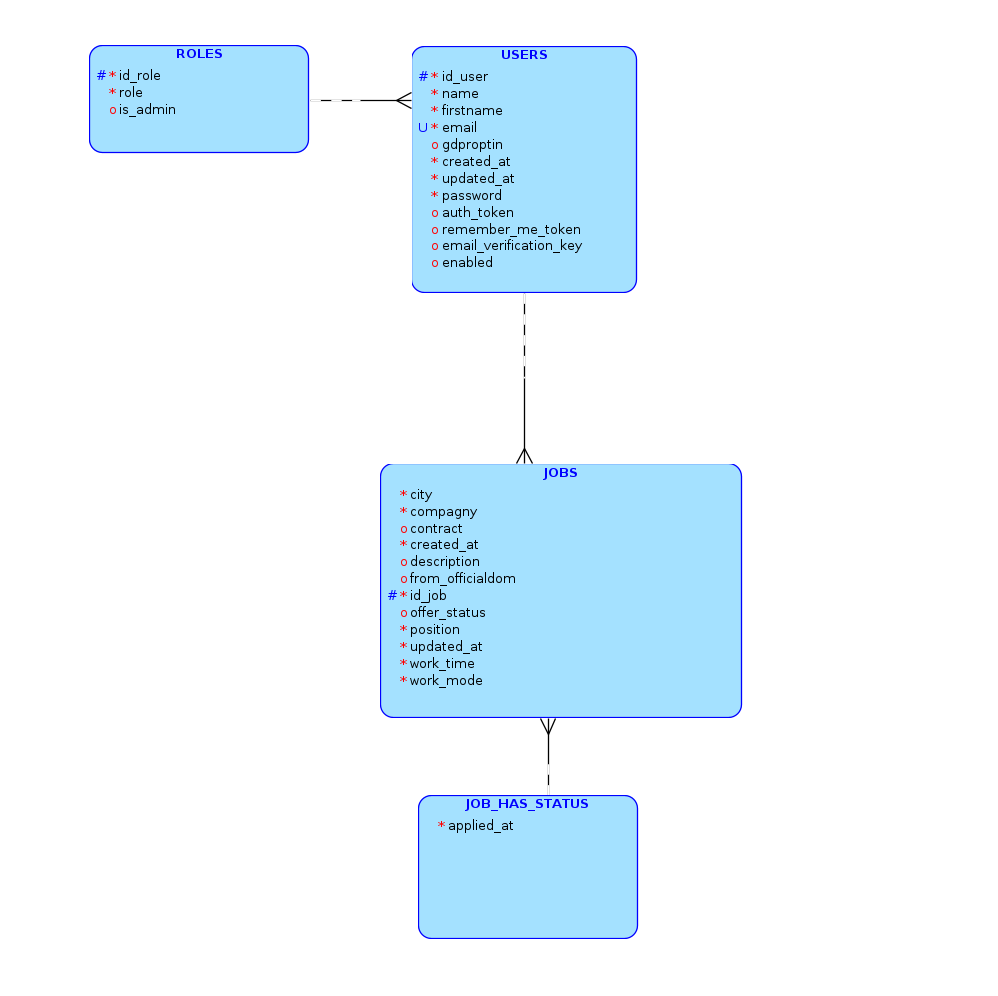 ROLES
# * id_role
* role
o is_admin
USERS
# * id_user
* name
* firstname
U * email
o gdproptin
* created_at
* updated_at
* password
o auth_token
o remember_me_token
o email_verification_key
o enabled
JOBS
* city
* compagny
o contract
* created_at
o description
o from_officialdom
# * id_job
o offer_status
* position
* updated_at
* work_time
* work_mode
JOB_HAS_STATUS
* applied_at